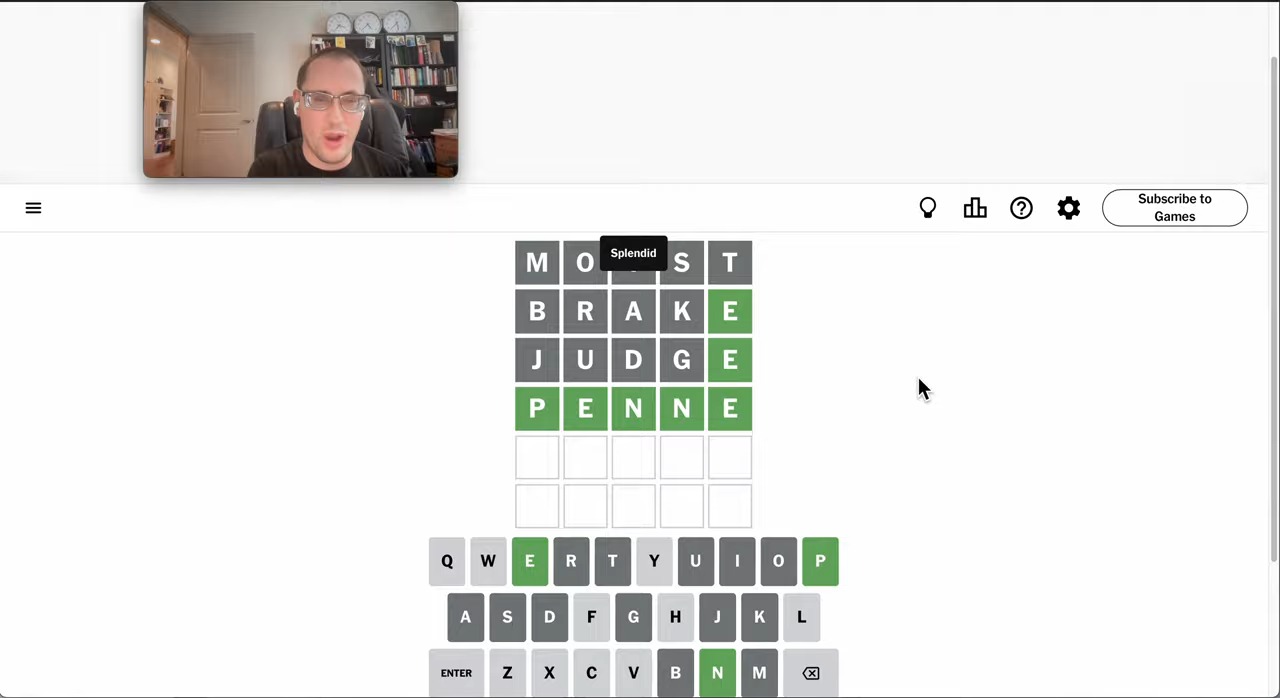 Subscribe to
Games
Splendid
M O S T
B R A K E
J U D G E
P E N N E
Q W E R T Y U I O P
A S D F G H J K L
ENTER Z X C V B N M